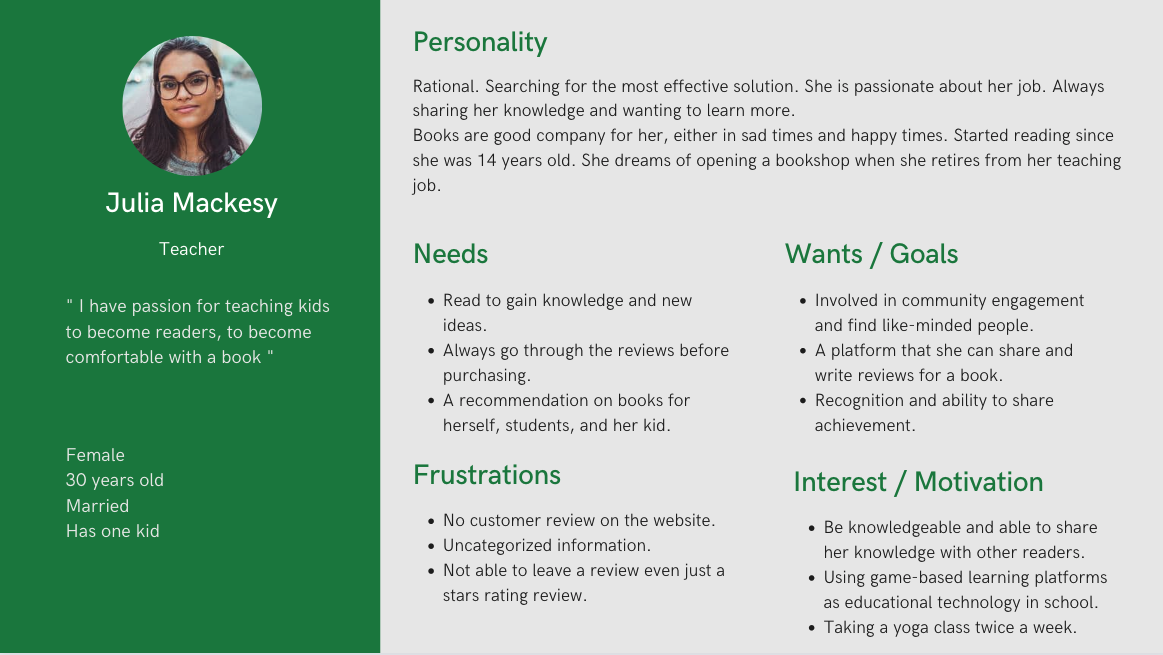 Julia Mackesy
Teacher
" I have passion for teaching kids
to become readers, to become
comfortable with a book "
Female
30 years old
Married
Has one kid
Personality
Rational. Searching for the most effective solution. She is passionate about her job. Always
sharing her knowledge and wanting to learn more.
Books are good company for her, either in sad times and happy times. Started reading since
she was 14 years old. She dreams of opening a bookshop when she retires from her teaching
job.
Needs
• Read to gain knowledge and new
ideas.
• Always go through the reviews before
purchasing.
• A recommendation on books for
herself, students, and her kid.
Wants / Goals
• Involved in community engagement
and find like-minded people.
• A platform that she can share and
write reviews for a book.
• Recognition and ability to share
achievement.
Frustrations
• No customer review on the website.
• Uncategorized information.
• Not able to leave a review even just a
stars rating review.
Interest / Motivation
• Be knowledgeable and able to share
her knowledge with other readers.
• Using game-based learning platforms
as educational technology in school.
• Taking a yoga class twice a week.